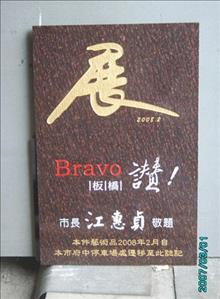 展
2008.2
Bravo 讚!
|板|橋|
市長 江惠貞 敬題
本件藝術品2008年2月自
本市府中停車場處遷移至此誌記
2007/03/01